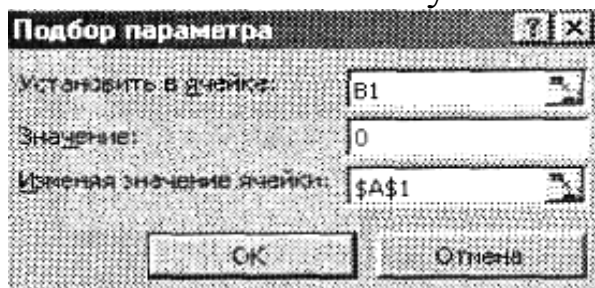 Подбор параметра ? ×
Установить в ячейке: B1
Значение: 0
Изменяя значение ячейки: $A$1
OK Отмена